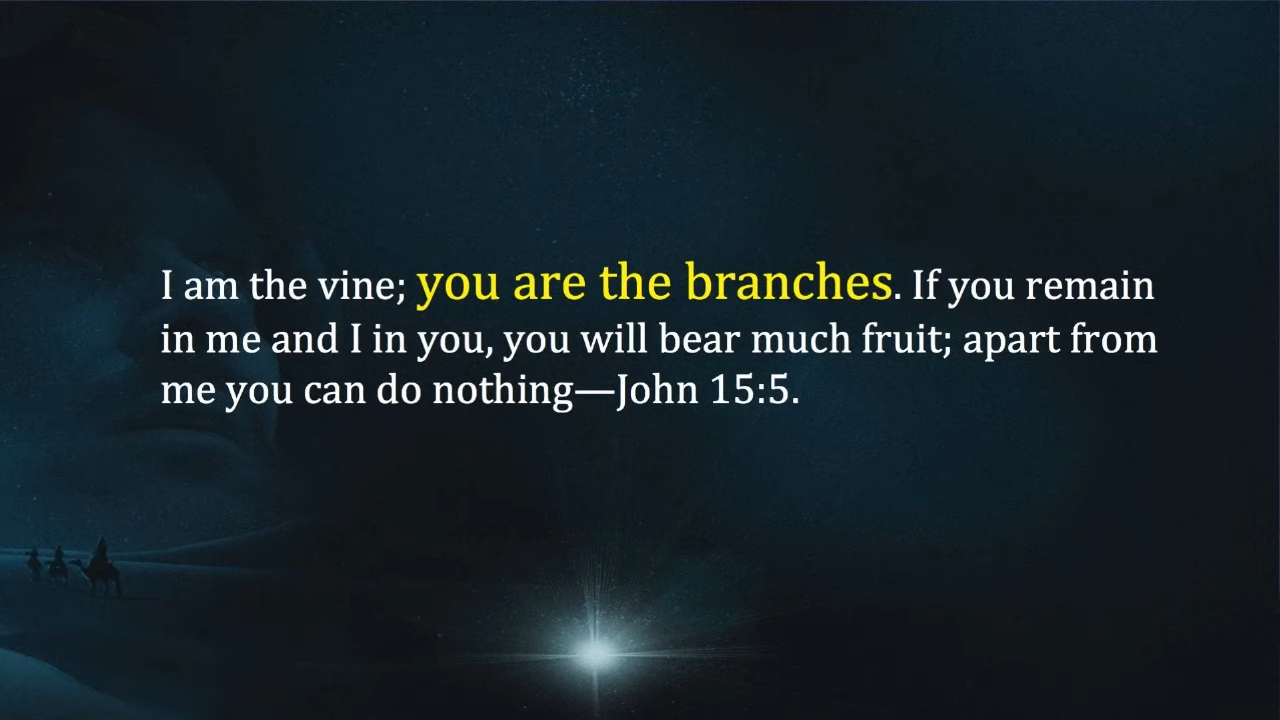 I am the vine; you are the branches. If you remain
in me and I in you, you will bear much fruit; apart from
me you can do nothing—John 15:5.